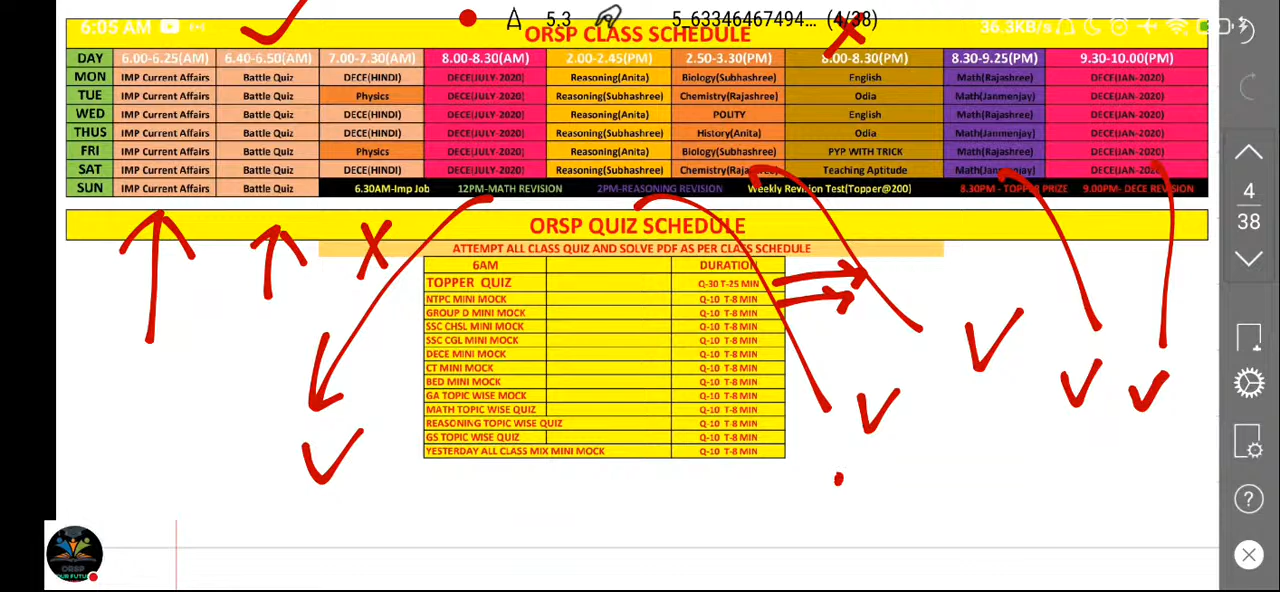 6:05 AM
5.3
5_63346467494... (4/38)
36.3KB/s
ORSP CLASS SCHEDULE
DAY 6.00-6.25(AM) 6.40-6.50(AM) 7.00-7.30(AM) 8.00-8.30(AM) 2.00-2.45(PM) 2.50-3.30(PM) 8.00-8.30(PM) 8.30-9.25(PM) 9.30-10.00(PM)
MON IMP Current Affairs Battle Quiz DECE(HINDI) DECE(JULY-2020) Reasoning(Anita) Biology(Subhashree) English Math(Rajashree) DECE(JAN-2020)
TUE IMP Current Affairs Battle Quiz Physics DECE(JULY-2020) Reasoning(Subhashree) Chemistry(Rajashree) Odia Math(Janmenjay) DECE(JAN-2020)
WED IMP Current Affairs Battle Quiz DECE(HINDI) DECE(JULY-2020) Reasoning(Anita) POLITY English Math(Rajashree) DECE(JAN-2020)
THUS IMP Current Affairs Battle Quiz DECE(HINDI) DECE(JULY-2020) Reasoning(Subhashree) History(Anita) Odia Math(Janmenjay) DECE(JAN-2020)
FRI IMP Current Affairs Battle Quiz Physics DECE(JULY-2020) Reasoning(Anita) Biology(Subhashree) PYP WITH TRICK Math(Rajashree) DECE(JAN-2020)
SAT IMP Current Affairs Battle Quiz DECE(HINDI) DECE(JULY-2020) Reasoning(Subhashree) Chemistry(Rajashree) Teaching Aptitude Math(Janmenjay) DECE(JAN-2020)
SUN IMP Current Affairs Battle Quiz 6.30AM-Imp Job 12PM-MATH REVISION 2PM-REASONING REVISION Weekly Revision Test(Topper@200) 8.30PM - TOPPER PRIZE 9.00PM- DECE REVISION
ORSP QUIZ SCHEDULE
ATTEMPT ALL CLASS QUIZ AND SOLVE PDF AS PER CLASS SCHEDULE
6AM DURATION
TOPPER QUIZ Q-30 T-25 MIN
NTPC MINI MOCK Q-10 T-8 MIN
GROUP D MINI MOCK Q-10 T-8 MIN
SSC CHSL MINI MOCK Q-10 T-8 MIN
SSC CGL MINI MOCK Q-10 T-8 MIN
DECE MINI MOCK Q-10 T-8 MIN
CT MINI MOCK Q-10 T-8 MIN
BED MINI MOCK Q-10 T-8 MIN
GA TOPIC WISE MOCK Q-10 T-8 MIN
MATH TOPIC WISE QUIZ Q-10 T-8 MIN
REASONING TOPIC WISE QUIZ Q-10 T-8 MIN
GS TOPIC WISE QUIZ Q-10 T-8 MIN
YESTERDAY ALL CLASS MIX MINI MOCK Q-10 T-8 MIN
4
38
ORSP